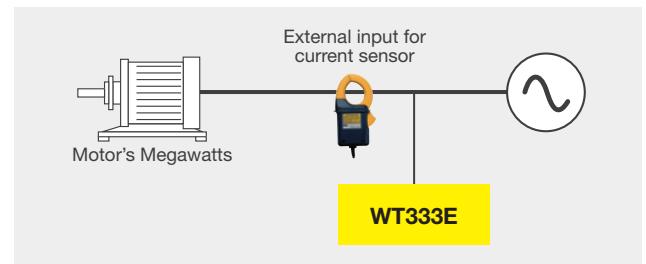 External input for
current sensor
Motor's Megawatts
WT333E